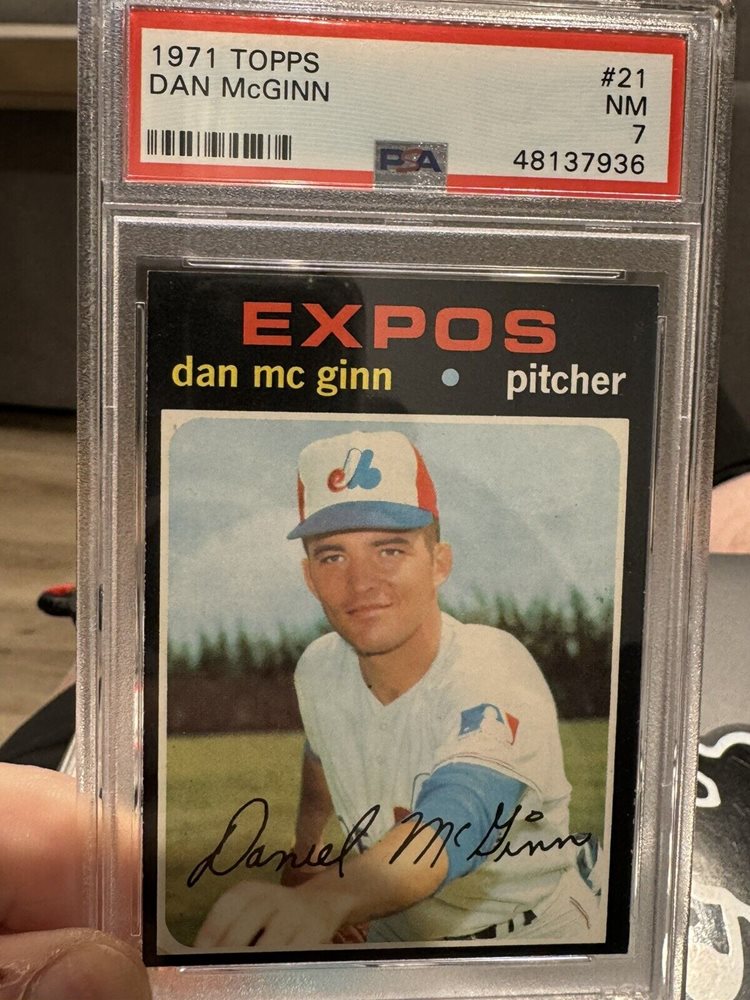 1971 TOPPS #21
DAN McGINN NM
7
PSA 48137936
EXPOS
dan mc ginn • pitcher
Daniel McGinn